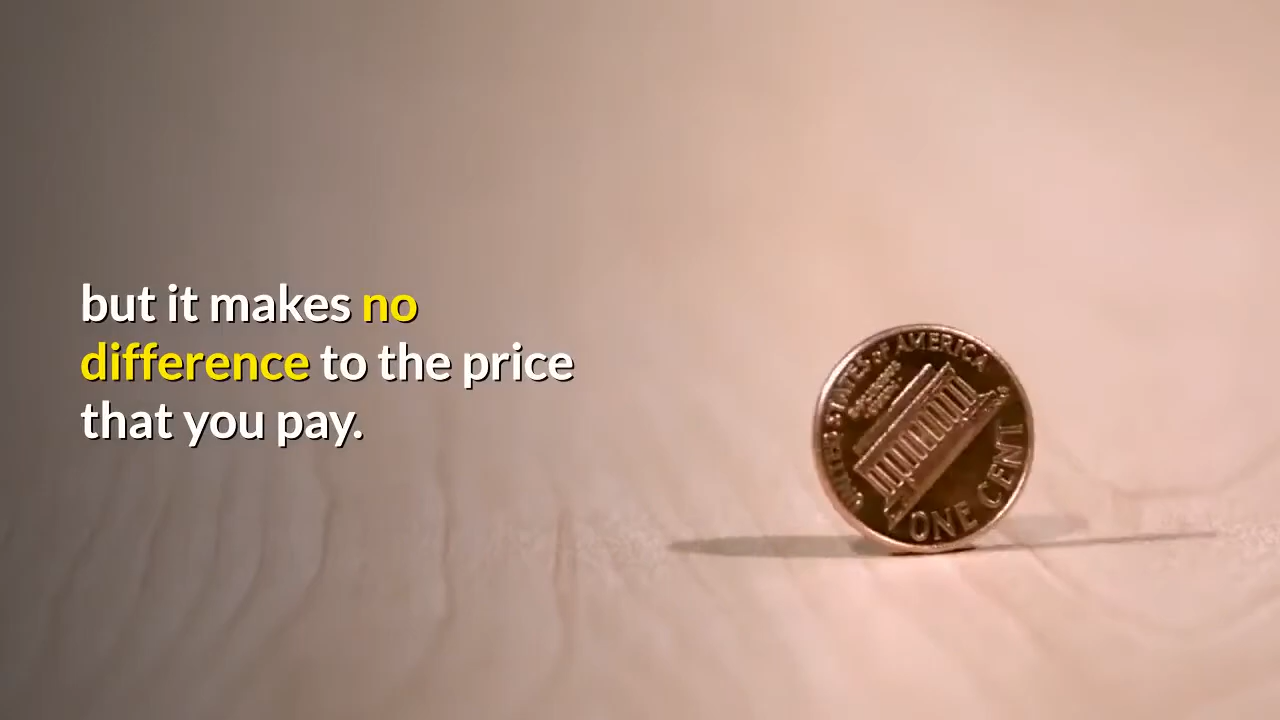 but it makes no
difference to the price
that you pay.
UNITED STATES of AMERICA
ONE CENT